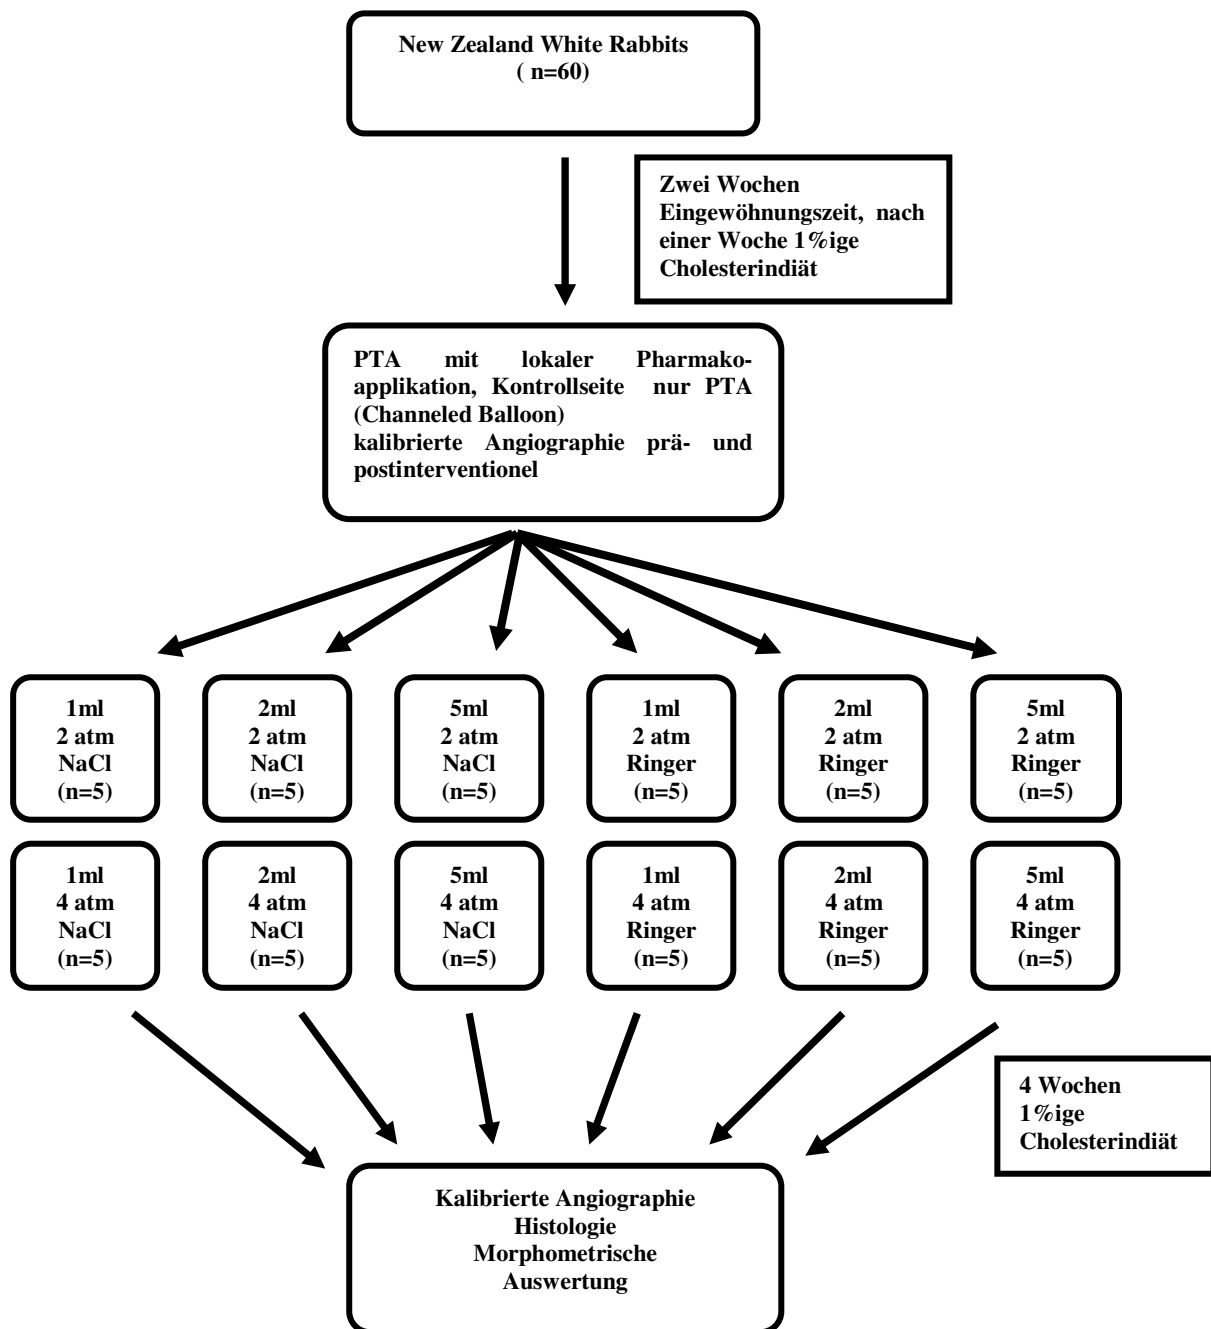 New Zealand White Rabbits
( n=60)
Zwei Wochen
Eingewöhnungszeit, nach
einer Woche 1%ige
Cholesterindiät
PTA mit lokaler Pharmako-
applikation, Kontrollseite nur PTA
(Channeled Balloon)
kalibrierte Angiographie prä- und
postinterventionel
1ml
2 atm
NaCl
(n=5)
2ml
2 atm
NaCl
(n=5)
5ml
2 atm
NaCl
(n=5)
1ml
2 atm
Ringer
(n=5)
2ml
2 atm
Ringer
(n=5)
5ml
2 atm
Ringer
(n=5)
1ml
4 atm
NaCl
(n=5)
2ml
4 atm
NaCl
(n=5)
5ml
4 atm
NaCl
(n=5)
1ml
4 atm
Ringer
(n=5)
2ml
4 atm
Ringer
(n=5)
5ml
4 atm
Ringer
(n=5)
4 Wochen
1%ige
Cholesterindiät
Kalibrierte Angiographie
Histologie
Morphometrische
Auswertung